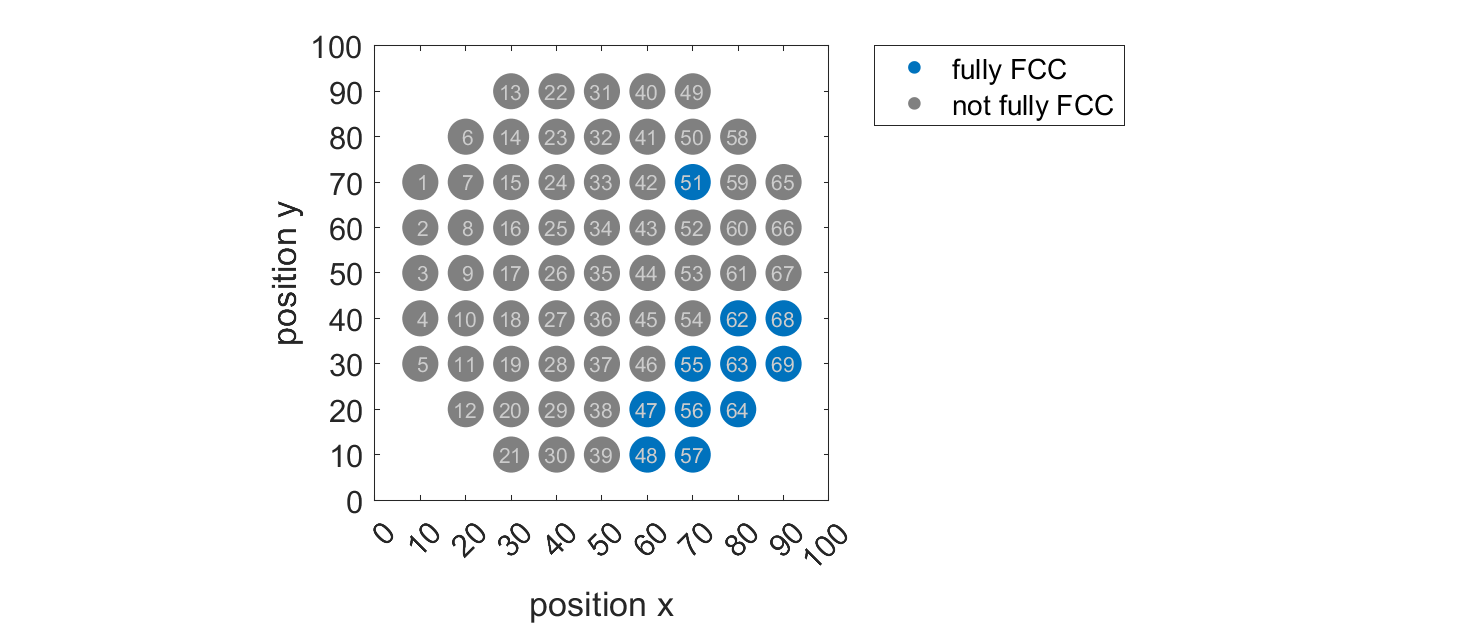 100
90
80
70
60
50
40
30
20
10
0
position y
13 22 31 40 49
6 14 23 32 41 50 58
1 7 15 24 33 42 51 59 65
2 8 16 25 34 43 52 60 66
3 9 17 26 35 44 53 61 67
4 10 18 27 36 45 54 62 68
5 11 19 28 37 46 55 63 69
12 20 29 38 47 56 64
21 30 39 48 57
0 10 20 30 40 50 60 70 80 90 100
position x
fully FCC
not fully FCC